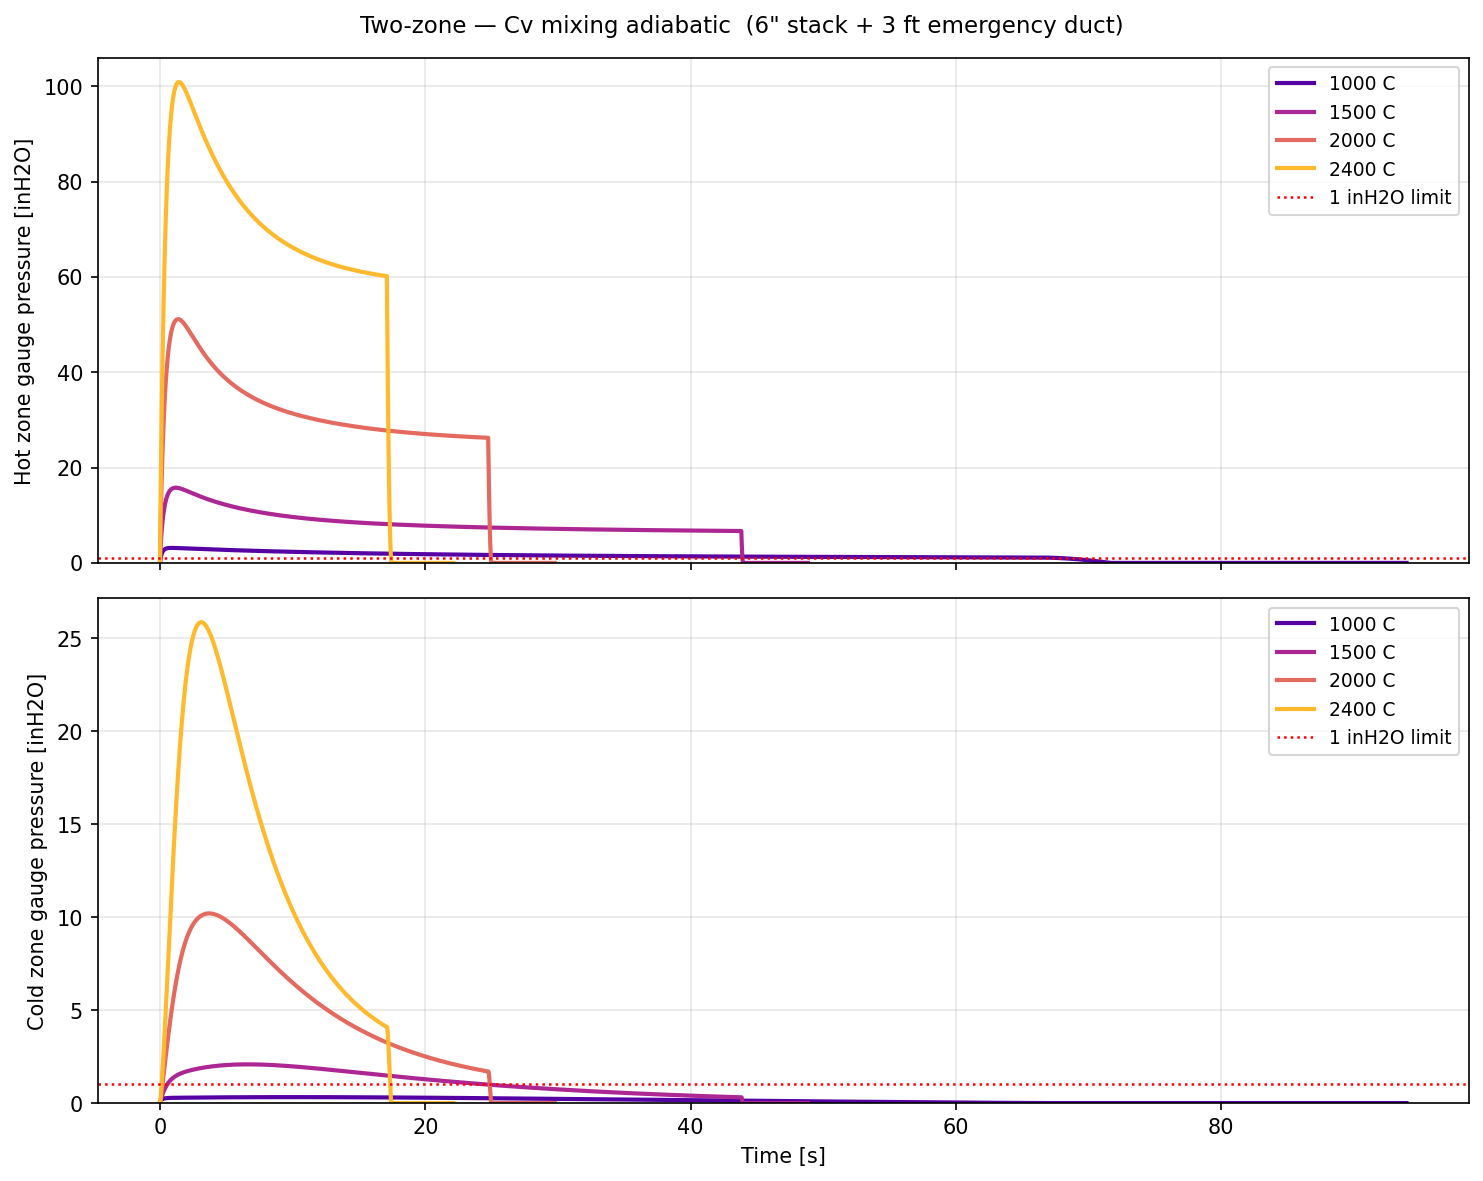 Two-zone — Cv mixing adiabatic  (6" stack + 3 ft emergency duct)
Hot zone gauge pressure [inH2O]
100
80
60
40
20
0
1000 C
1500 C
2000 C
2400 C
1 inH2O limit
Cold zone gauge pressure [inH2O]
25
20
15
10
5
0
1000 C
1500 C
2000 C
2400 C
1 inH2O limit
0 20 40 60 80
Time [s]